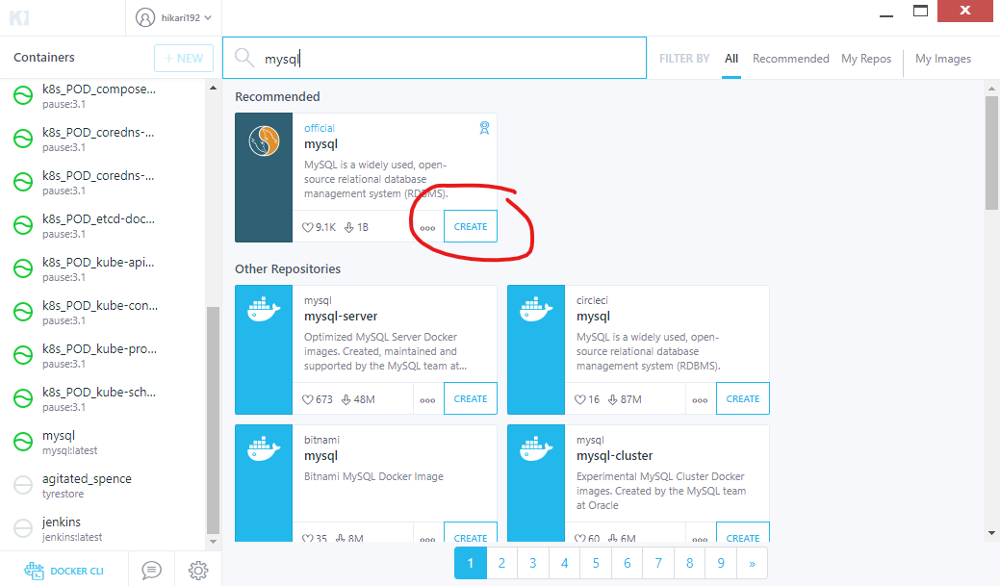 hikari192
Containers
+ NEW
mysql
FILTER BY All Recommended My Repos My Images
k8s_POD_compose...
pause:3.1
k8s_POD_coredns-...
pause:3.1
k8s_POD_coredns-...
pause:3.1
k8s_POD_etcd-doc...
pause:3.1
k8s_POD_kube-api...
pause:3.1
k8s_POD_kube-con...
pause:3.1
k8s_POD_kube-pro...
pause:3.1
k8s_POD_kube-sch...
pause:3.1
mysql
mysql:latest
agitated_spence
tyrestore
jenkins
jenkins:latest
DOCKER CLI
Recommended
official
mysql
MySQL is a widely used, open-
source relational database
management system (RDBMS).
9.1K 1B
CREATE
Other Repositories
mysql
mysql-server
Optimized MySQL Server Docker
images. Created, maintained and
supported by the MySQL team at...
673 48M
CREATE
circleci
mysql
MySQL is a widely used, open-
source relational database
management system (RDBMS).
16 87M
CREATE
bitnami
mysql
Bitnami MySQL Docker Image
35 8M
CREATE
mysql
mysql-cluster
Experimental MySQL Cluster Docker
images. Created by the MySQL team
at Oracle
60 6M
CREATE
1 2 3 4 5 6 7 8 9 »